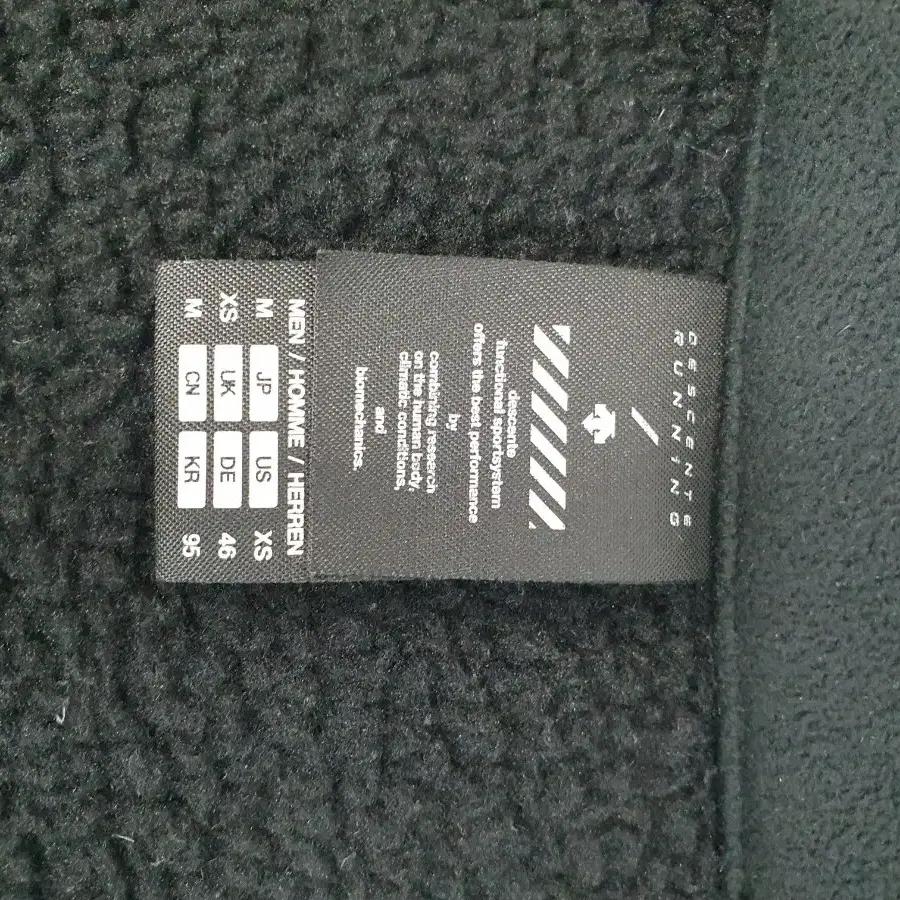 DESCENTE
RUNNING
descente
functional sportsystem
offers the best performance
by
combining research
on the human body,
climatic conditions,
and
biomechanics.
MEN / HOMME / HERREN
M JP US XS
XS UK DE 46
M CN KR 95